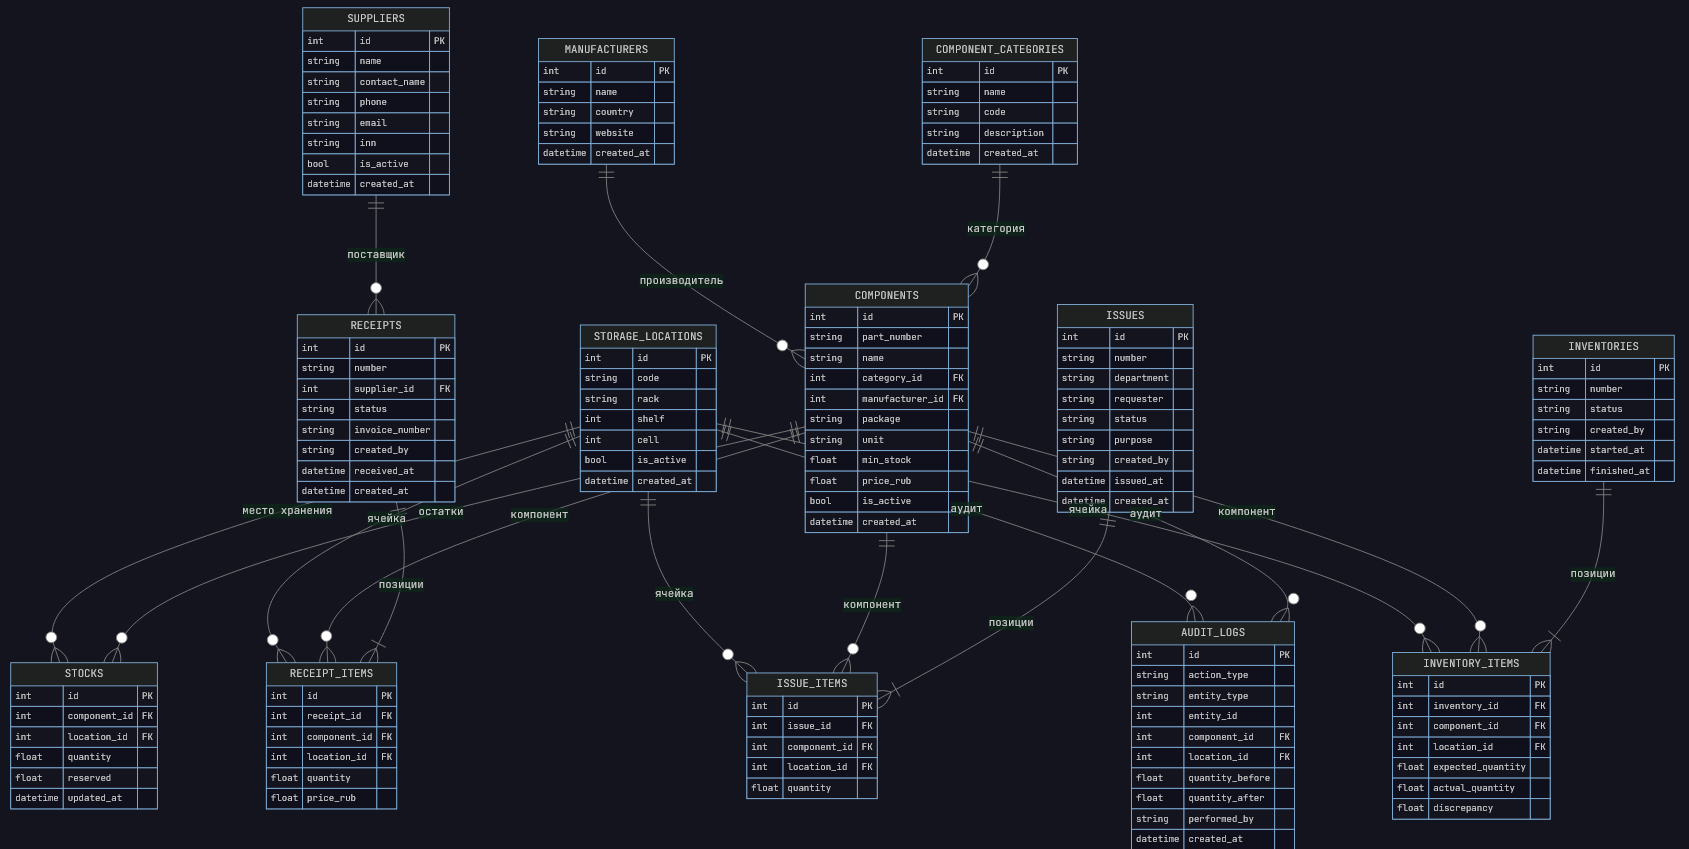 SUPPLIERS
int id PK
string name
string contact_name
string phone
string email
string inn
bool is_active
datetime created_at
MANUFACTURERS
int id PK
string name
string country
string website
datetime created_at
COMPONENT_CATEGORIES
int id PK
string name
string code
string description
datetime created_at
поставщик
производитель
категория
RECEIPTS
int id PK
string number
int supplier_id FK
string status
string invoice_number
string created_by
datetime received_at
datetime created_at
STORAGE_LOCATIONS
int id PK
string code
string rack
int shelf
int cell
bool is_active
datetime created_at
COMPONENTS
int id PK
string part_number
string name
int category_id FK
int manufacturer_id FK
string package
string unit
float min_stock
float price_rub
bool is_active
datetime created_at
ISSUES
int id PK
string number
string department
string requester
string status
string purpose
string created_by
datetime issued_at
datetime created_at
INVENTORIES
int id PK
string number
string status
string created_by
datetime started_at
datetime finished_at
место хранения
ячейка
остатки
компонент
аудит
ячейка
аудит
компонент
позиции
ячейка
компонент
позиции
позиции
STOCKS
int id PK
int component_id FK
int location_id FK
float quantity
float reserved
datetime updated_at
RECEIPT_ITEMS
int id PK
int receipt_id FK
int component_id FK
int location_id FK
float quantity
float price_rub
ISSUE_ITEMS
int id PK
int issue_id FK
int component_id FK
int location_id FK
float quantity
AUDIT_LOGS
int id PK
string action_type
string entity_type
int entity_id
int component_id FK
int location_id FK
float quantity_before
float quantity_after
string performed_by
datetime created_at
INVENTORY_ITEMS
int id PK
int inventory_id FK
int component_id FK
int location_id FK
float expected_quantity
float actual_quantity
float discrepancy